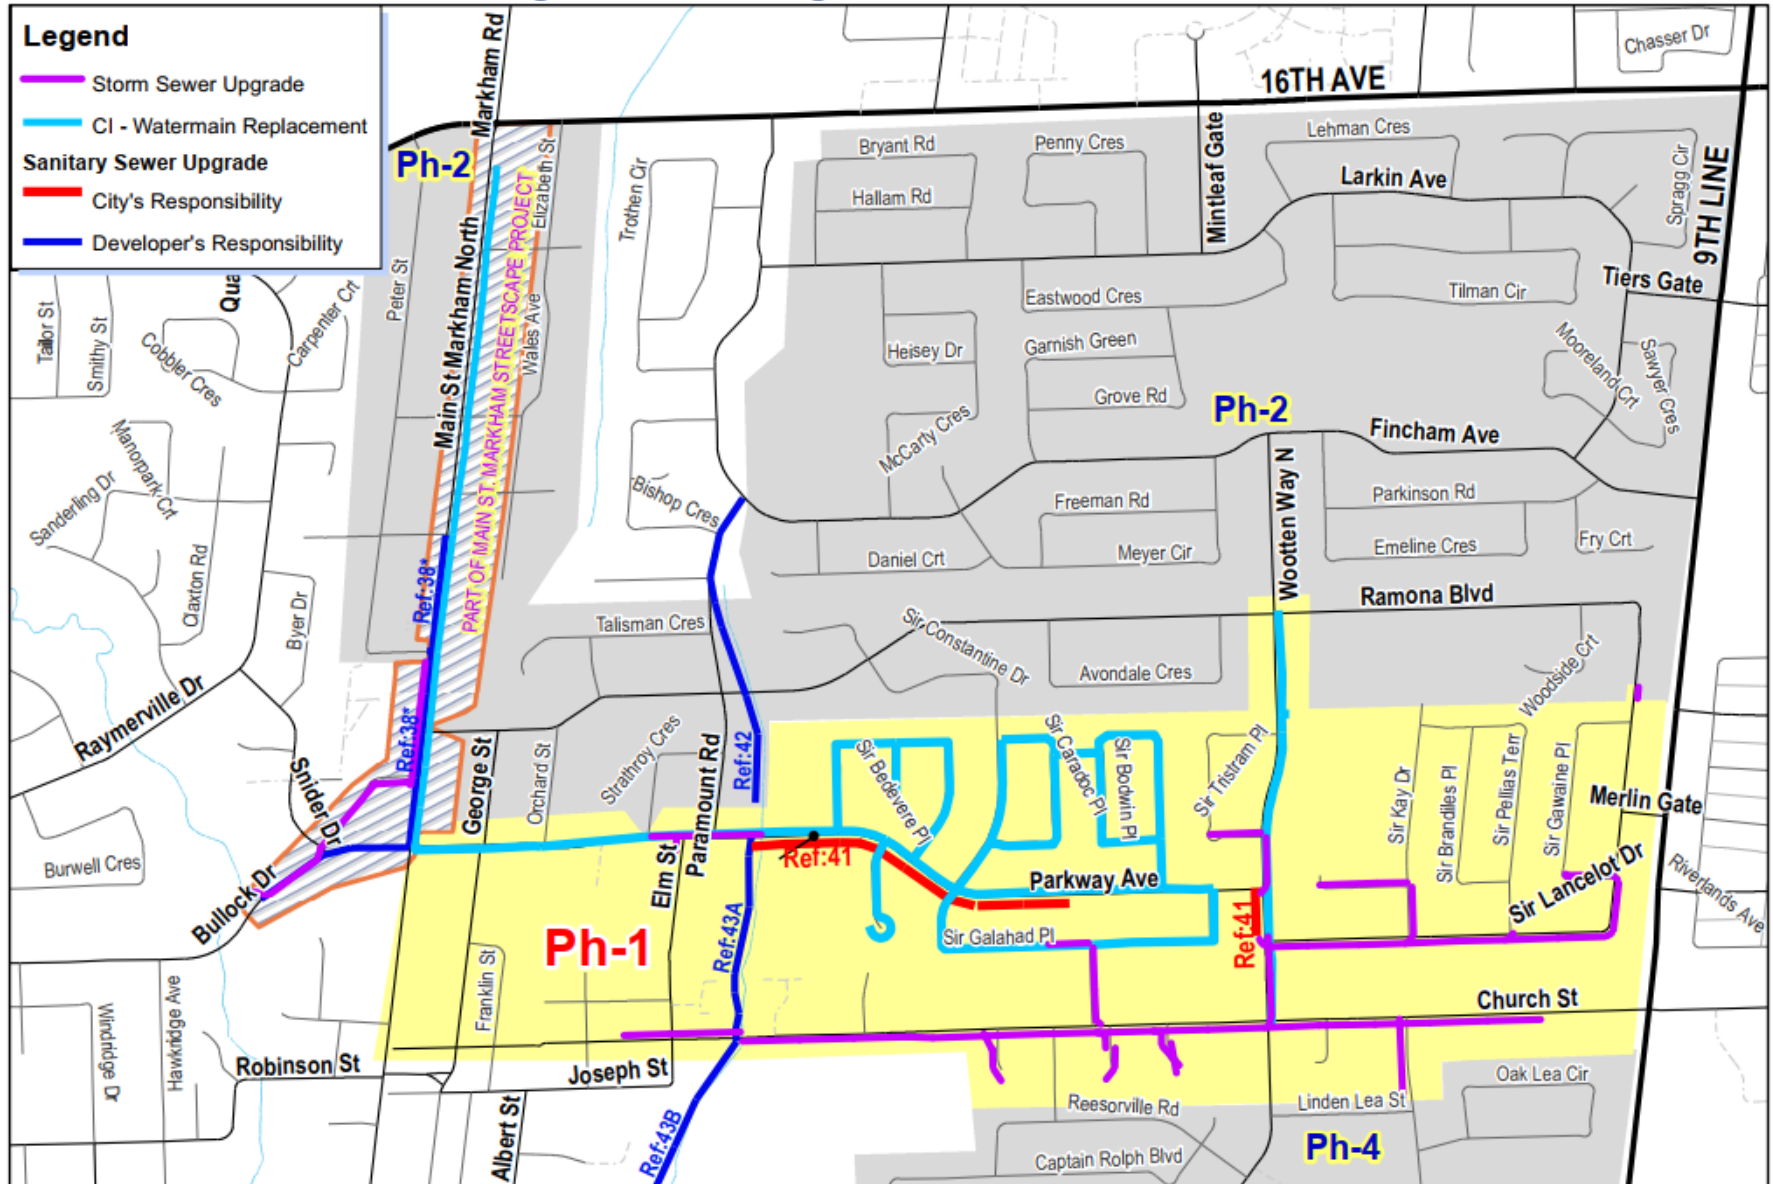 Legend
Storm Sewer Upgrade
CI - Watermain Replacement
Sanitary Sewer Upgrade
City's Responsibility
Developer's Responsibility
Markham Rd
16TH AVE
Chasser Dr
Ph-2
Elizabeth St
Trothen Cir
Bryant Rd
Penny Cres
Mintleaf Gate
Lehman Cres
Hallam Rd
Larkin Ave
Spragg Cir
9TH LINE
Peter St
Main St Markham North
PART OF MAIN ST. MARKHAM STREETSCAPE PROJECT
Wales Ave
Eastwood Cres
Tilman Cir
Tiers Gate
Qua
Carpenter Crt
Tailor St
Smithy St
Cobbler Cres
Heisey Dr
Garnish Green
Mooreland Crt
Sawyer Cres
Grove Rd
Ph-2
McCarty Cres
Fincham Ave
Manorpark Crt
Sanderling Dr
Bishop Cres
Freeman Rd
Wootten Way N
Parkinson Rd
Claxton Rd
Daniel Crt
Meyer Cir
Emeline Cres
Fry Crt
Ref:38*
Byer Dr
Talisman Cres
Sir Constantine Dr
Ramona Blvd
Avondale Cres
Woodside Crt
Raymerville Dr
Ref:38*
Snider Dr
George St
Orchard St
Strathroy Cres
Paramount Rd
Ref:42
Sir Bedevere Pl
Sir Caradoc Pl
Sir Bodwin Pl
Sir Tristram Pl
Sir Kay Dr
Sir Brandiles Pl
Sir Pellias Terr
Sir Gawaine Pl
Merlin Gate
Burwell Cres
Bullock Dr
Elm St
Ref:41
Parkway Ave
Sir Lancelot Dr
Riverlands Ave
Ph-1
Ref:43A
Sir Galahad Pl
Ref:41
Franklin St
Church St
Windridge Dr
Hawkridge Ave
Robinson St
Joseph St
Oak Lea Cir
Albert St
Ref:43B
Reesorville Rd
Linden Lea St
Captain Rolph Blvd
Ph-4